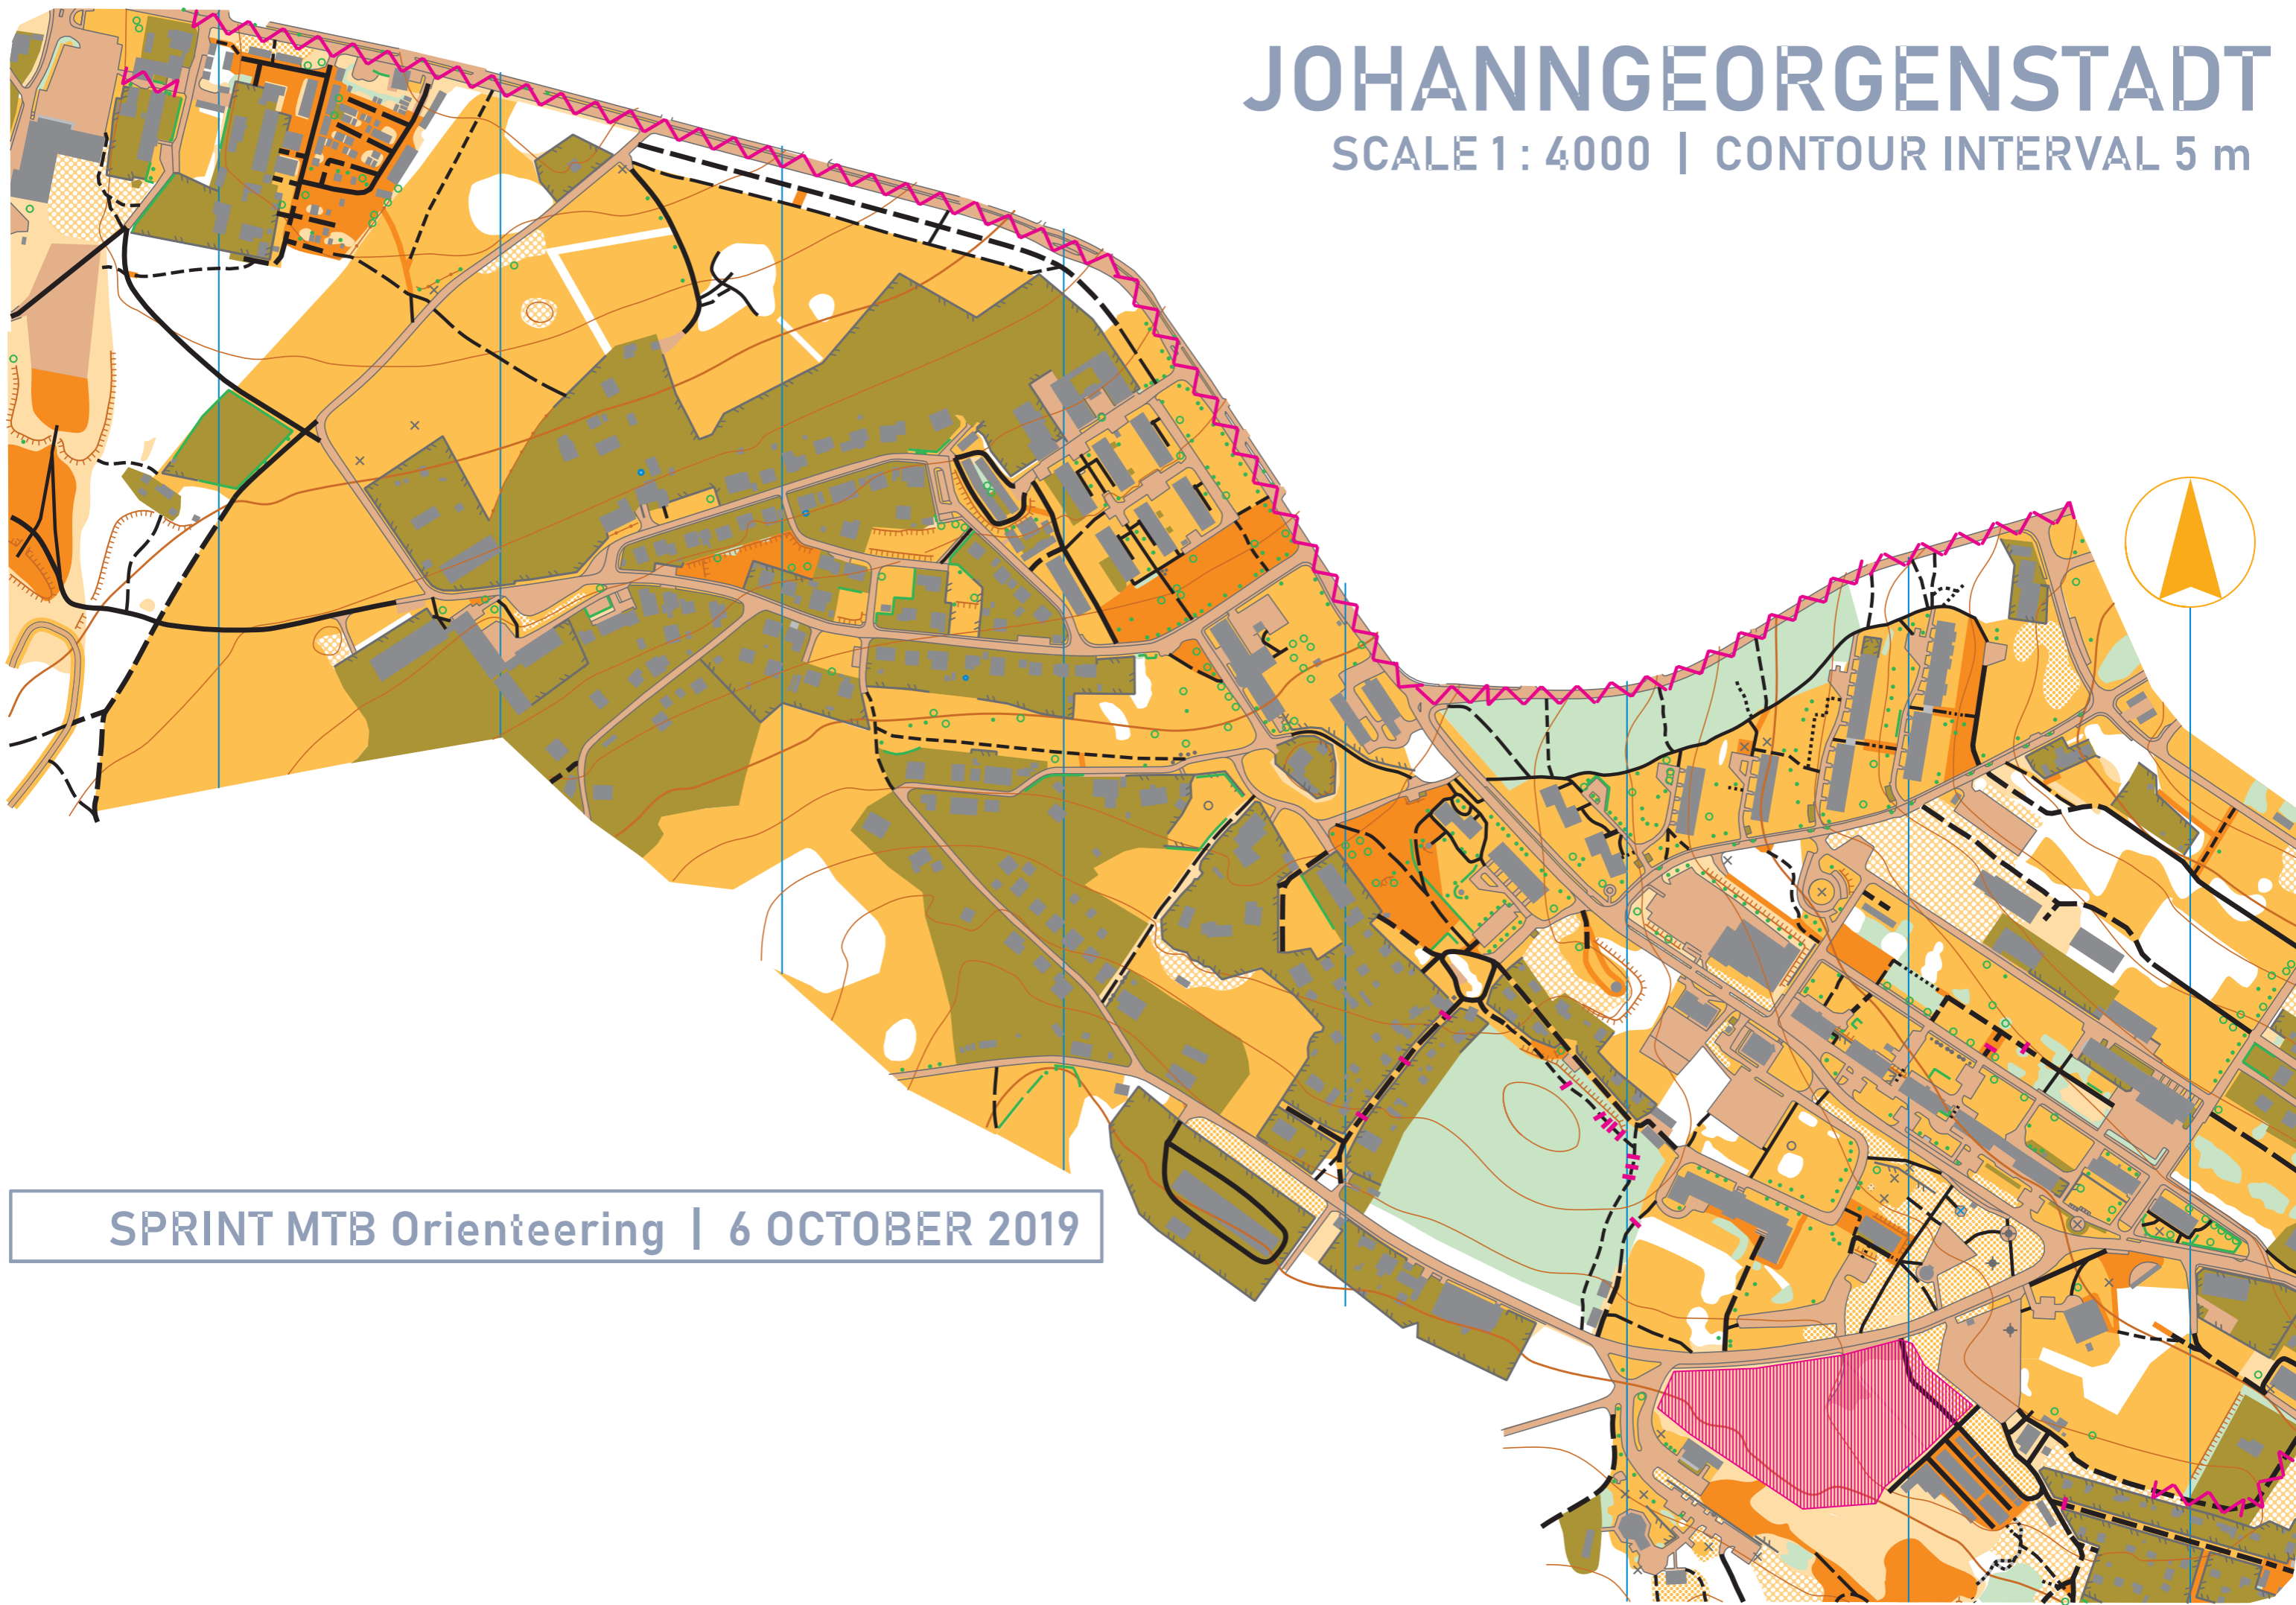 JOHANNGEORGENSTADT
SCALE 1 : 4000 | CONTOUR INTERVAL 5 m
SPRINT MTB Orienteering | 6 OCTOBER 2019